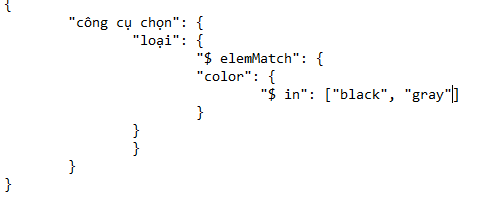 {
"công cụ chọn": {
"loại": {
"$ elemMatch": {
"color": {
"$ in": ["black", "gray"]
}
}
}
}
}